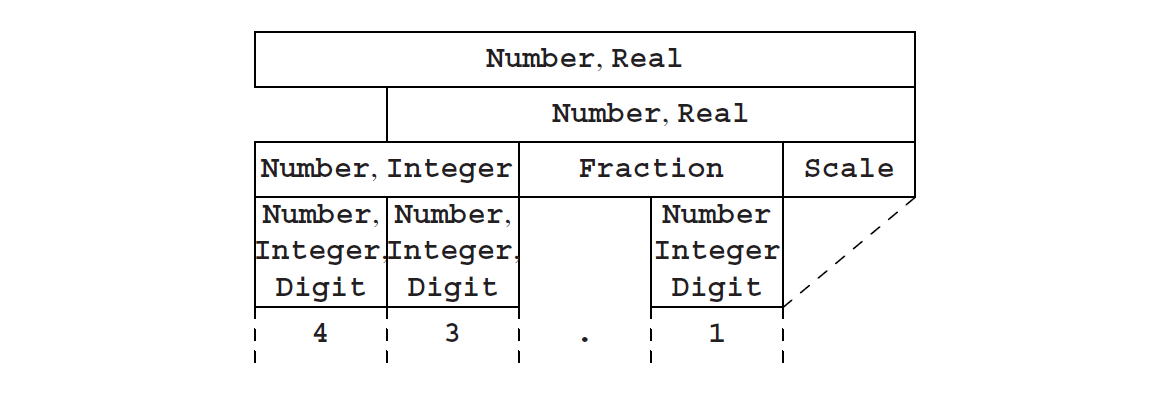 Number, Real
Number, Real
Number, Integer Fraction Scale
Number, Number, Number
Integer, Integer, Integer
Digit Digit Digit
4 3 . 1